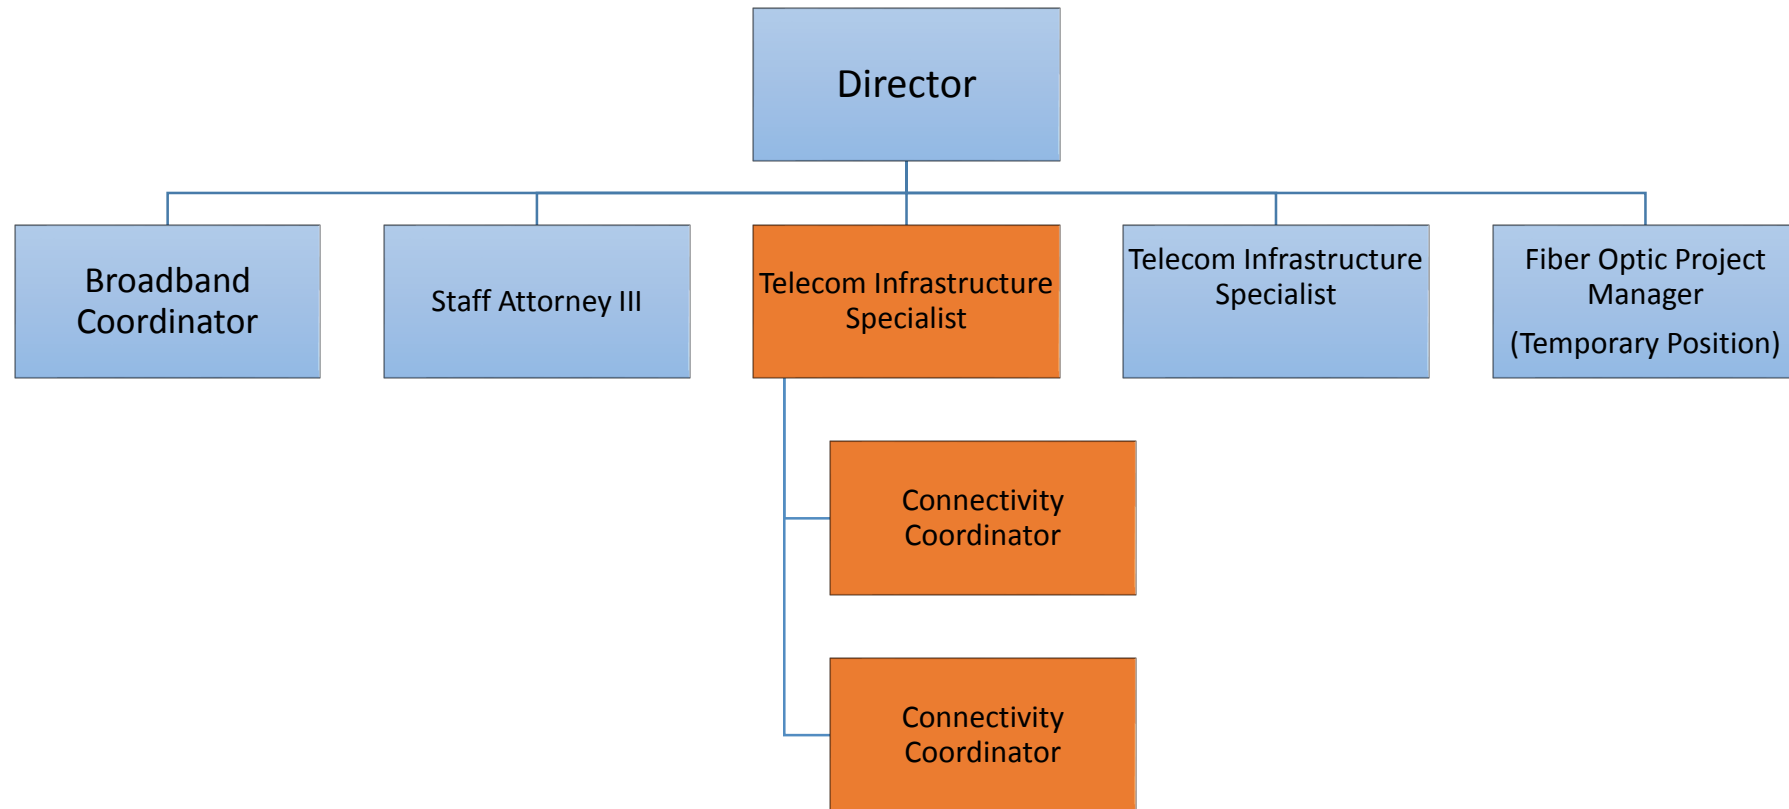 Director
Broadband
Coordinator
Staff Attorney III
Telecom Infrastructure
Specialist
Telecom Infrastructure
Specialist
Fiber Optic Project
Manager
(Temporary Position)
Connectivity
Coordinator
Connectivity
Coordinator